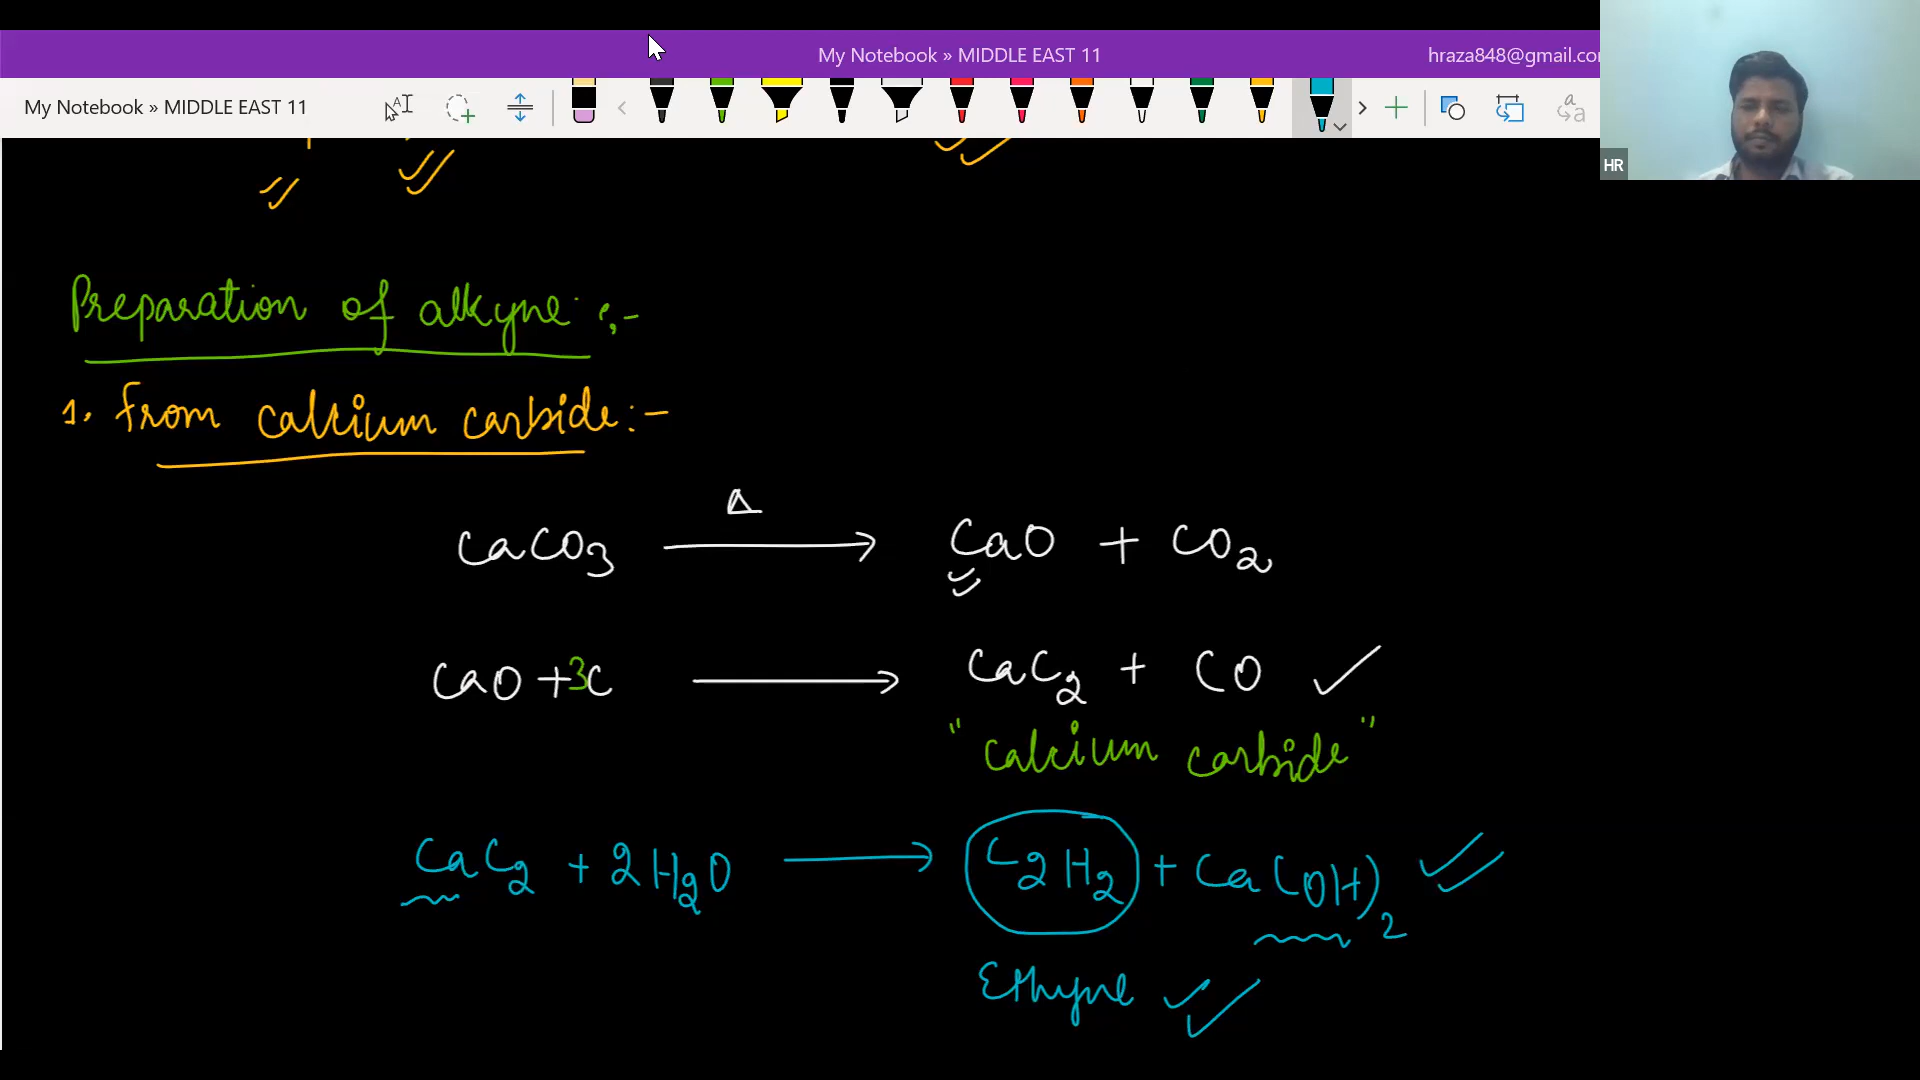 My Notebook » MIDDLE EAST 11
hraza848@gmail.co
My Notebook » MIDDLE EAST 11
HR
Preparation of alkyne :-
1. From calcium carbide :-
Δ
CaCO3 ⟶ CaO + CO2
CaO + 3C ⟶ CaC2 + CO ✓
"calcium carbide"
CaC2 + 2H2O ⟶ C2H2 + Ca(OH)2
Ethyne